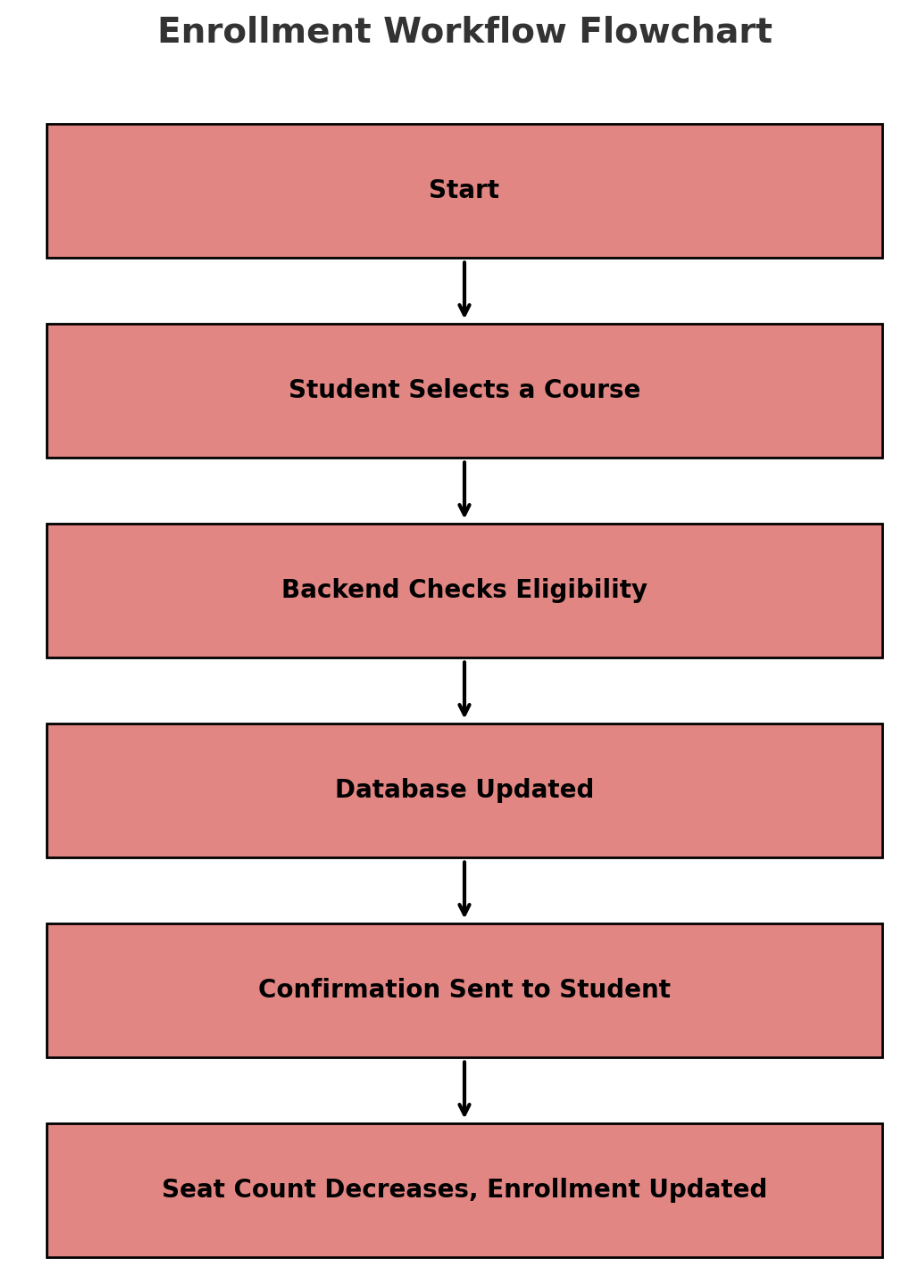 Enrollment Workflow Flowchart
Start
Student Selects a Course
Backend Checks Eligibility
Database Updated
Confirmation Sent to Student
Seat Count Decreases, Enrollment Updated